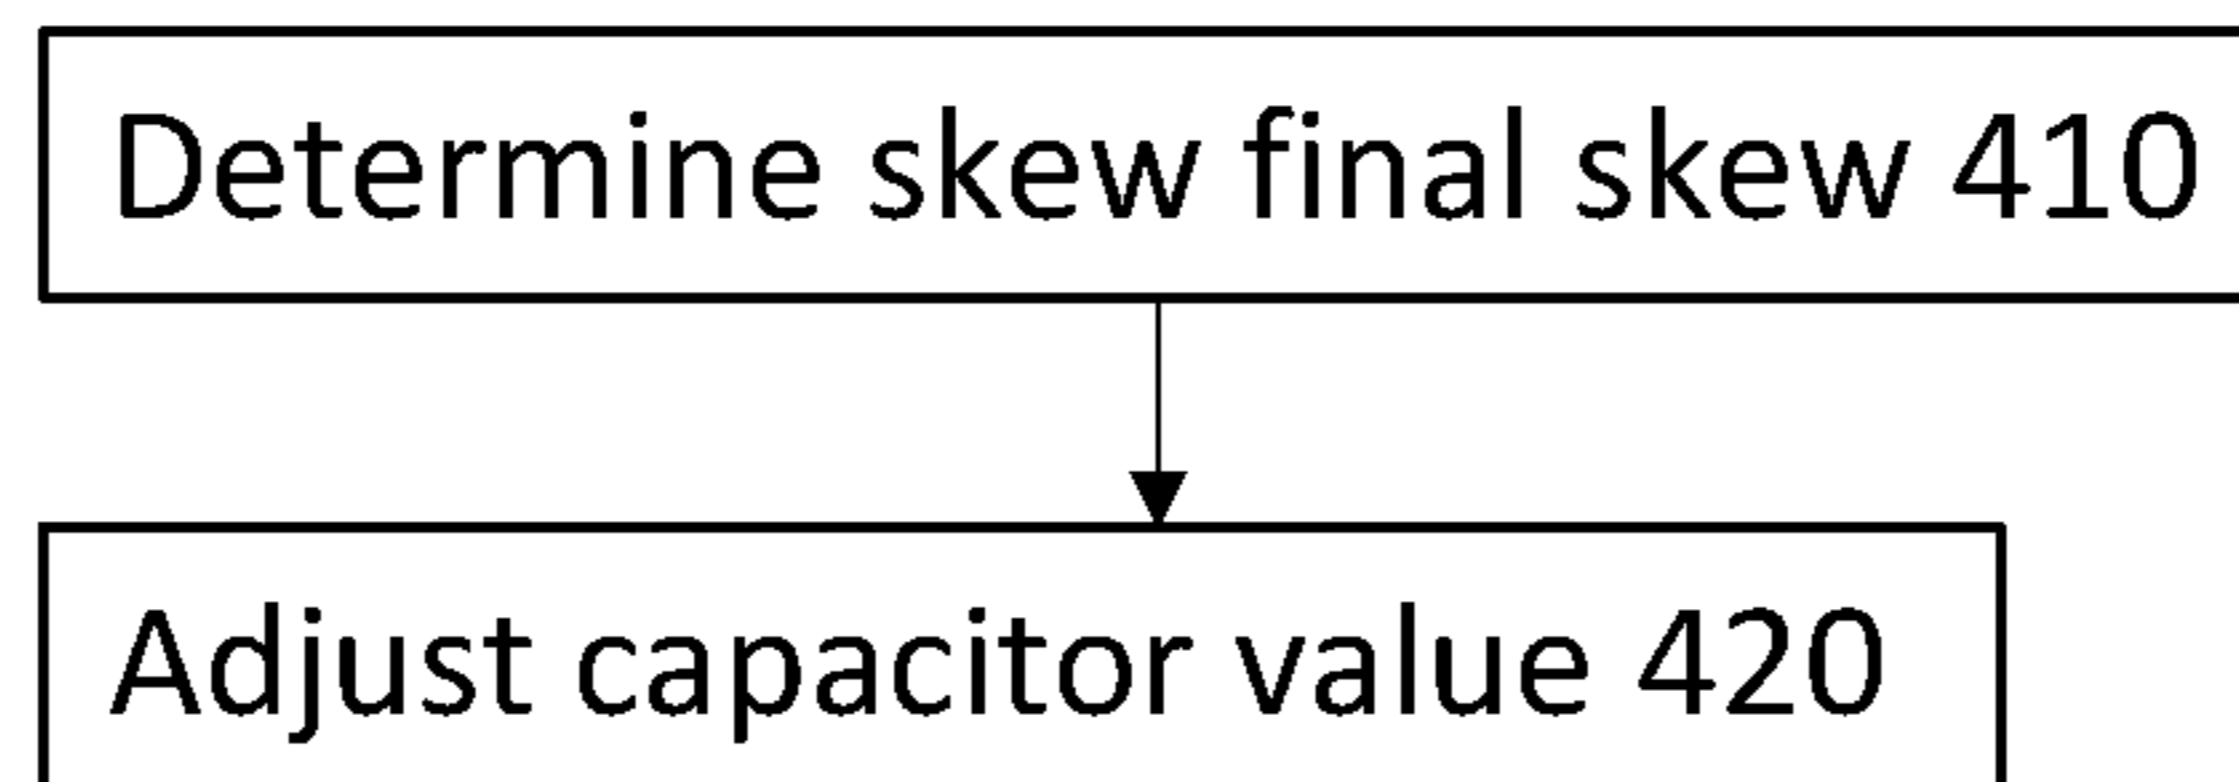 Determine skew final skew 410
Adjust capacitor value 420